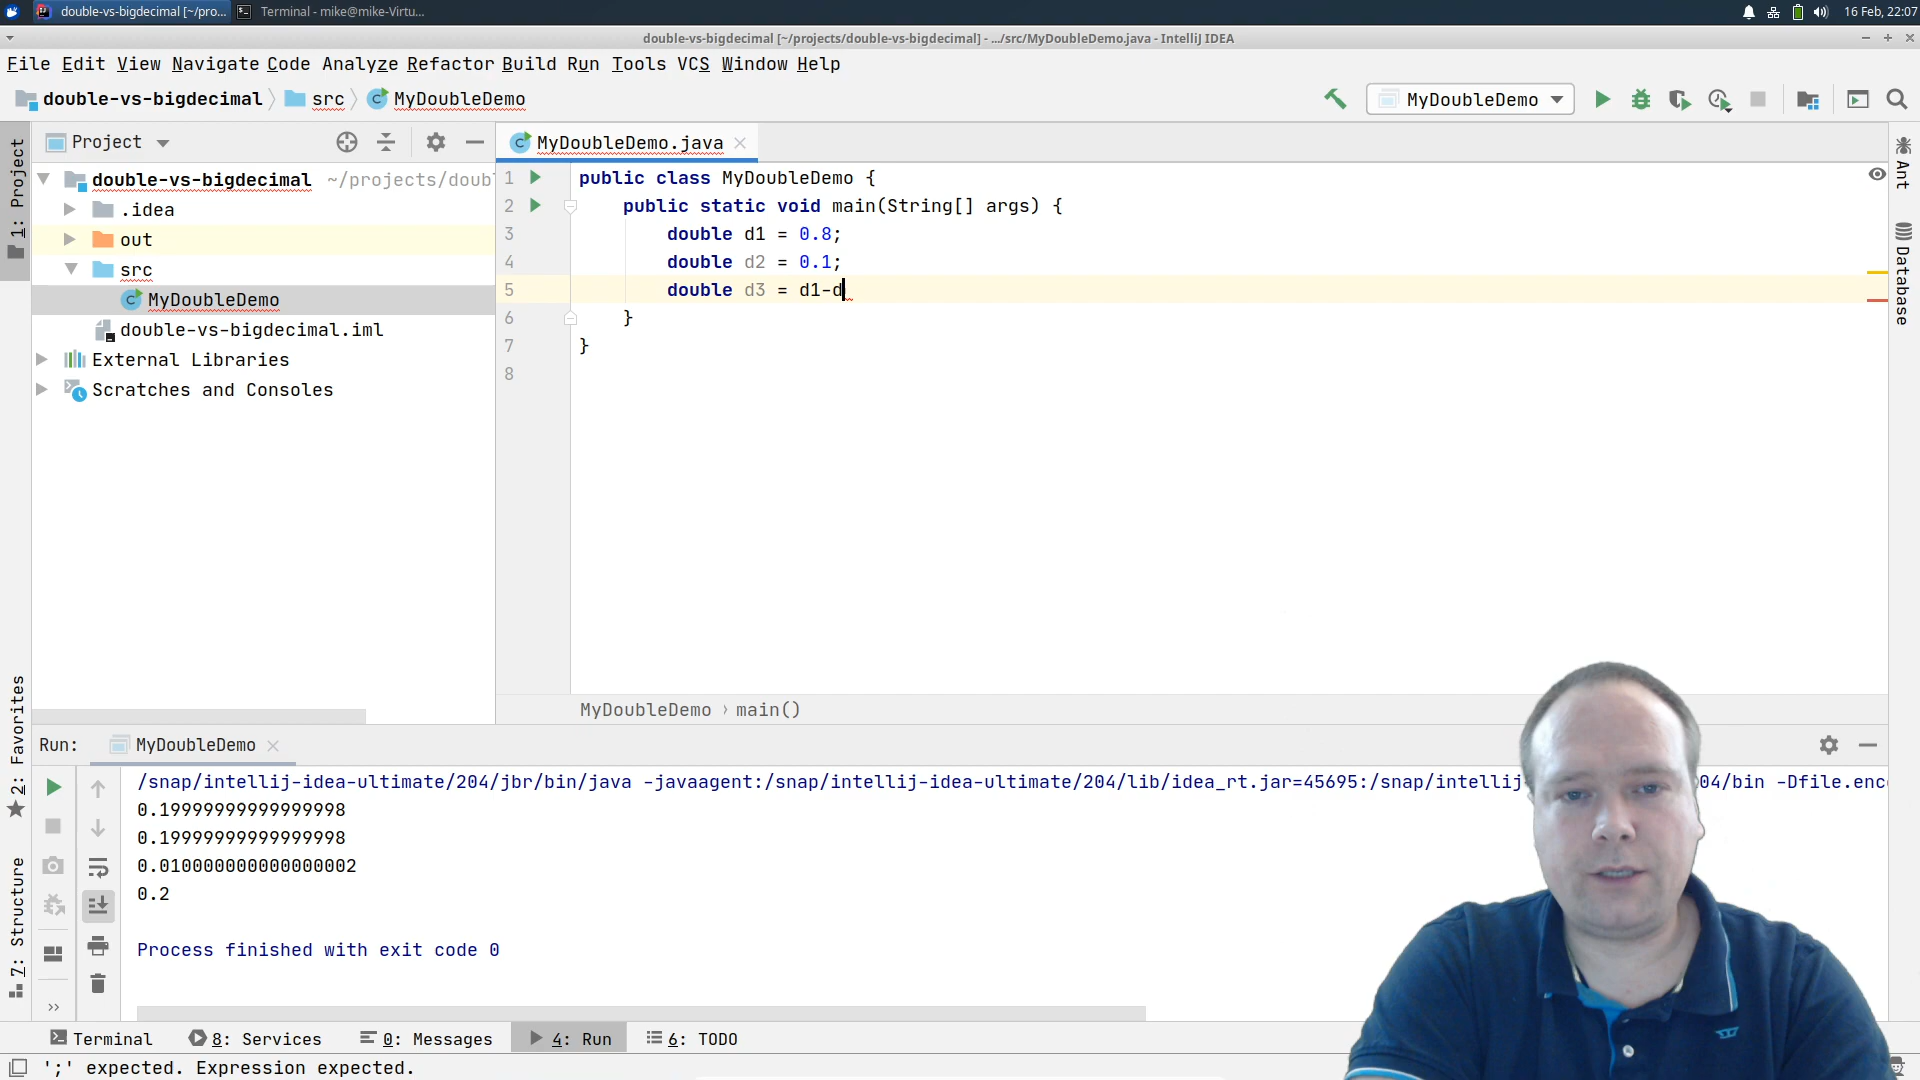 double-vs-bigdecimal [~/pro...
Terminal - mike@mike-Virtu...
16 Feb, 22:07
double-vs-bigdecimal [~/projects/double-vs-bigdecimal] - .../src/MyDoubleDemo.java - IntelliJ IDEA
File Edit View Navigate Code Analyze Refactor Build Run Tools VCS Window Help
double-vs-bigdecimal src MyDoubleDemo
MyDoubleDemo
1: Project
Project
MyDoubleDemo.java
double-vs-bigdecimal ~/projects/doub
.idea
out
src
MyDoubleDemo
double-vs-bigdecimal.iml
External Libraries
Scratches and Consoles
1 public class MyDoubleDemo {
2 public static void main(String[] args) {
3 double d1 = 0.8;
4 double d2 = 0.1;
5 double d3 = d1-d
6 }
7 }
8
Ant
Database
MyDoubleDemo › main()
2: Favorites
7: Structure
Run: MyDoubleDemo
/snap/intellij-idea-ultimate/204/jbr/bin/java -javaagent:/snap/intellij-idea-ultimate/204/lib/idea_rt.jar=45695:/snap/intellij 04/bin -Dfile.enc
0.19999999999999998
0.19999999999999998
0.010000000000000002
0.2
Process finished with exit code 0
Terminal
8: Services
0: Messages
4: Run
6: TODO
';' expected. Expression expected.